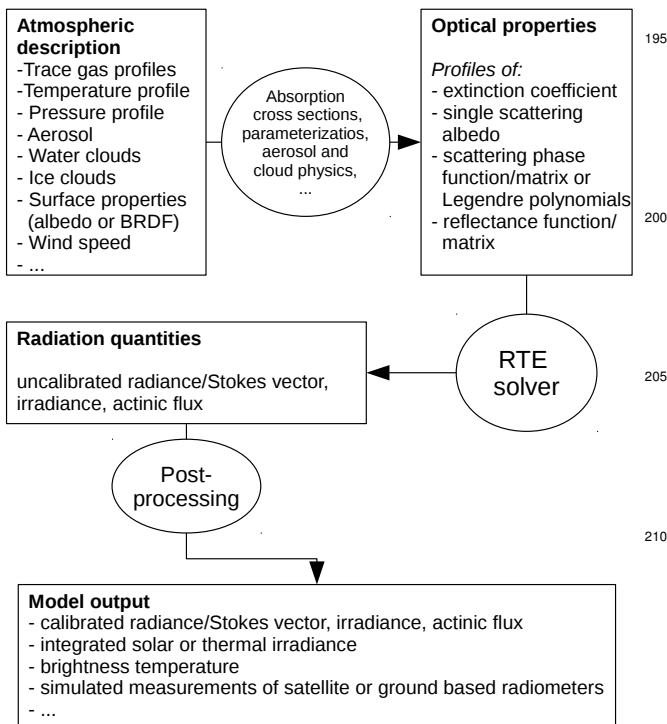 Atmospheric
description
-Trace gas profiles
-Temperature profile
- Pressure profile
- Aerosol
- Water clouds
- Ice clouds
- Surface properties
(albedo or BRDF)
- Wind speed
- ...
Absorption
cross sections,
parameterizatios,
aerosol and
cloud physics,
...
Optical properties
Profiles of:
- extinction coefficient
- single scattering
albedo
- scattering phase
function/matrix or
Legendre polynomials
- reflectance function/
matrix
195
200
RTE
solver
205
Radiation quantities
uncalibrated radiance/Stokes vector,
irradiance, actinic flux
Post-
processing
210
Model output
- calibrated radiance/Stokes vector, irradiance, actinic flux
- integrated solar or thermal irradiance
- brightness temperature
- simulated measurements of satellite or ground based radiometers
- ...